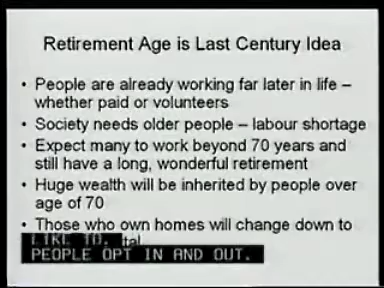 Retirement Age is Last Century Idea
• People are already working far later in life –
whether paid or volunteers
• Society needs older people – labour shortage
• Expect many to work beyond 70 years and
still have a long, wonderful retirement
• Huge wealth will be inherited by people over
age of 70
• Those who own homes will change down to
LIKE TO.
PEOPLE OPT IN AND OUT.